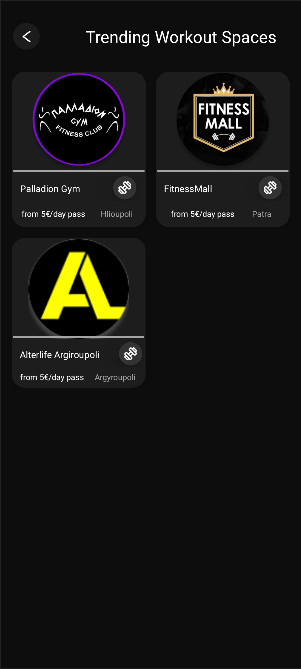 Trending Workout Spaces
ΠΑΛΛΑΔΙΟΝ
GYM
FITNESS CLUB
FITNESS
MALL
Palladion Gym
FitnessMall
from 5€/day pass
Hlioupoli
from 5€/day pass
Patra
AL
Alterlife Argiroupoli
from 5€/day pass
Argyroupoli